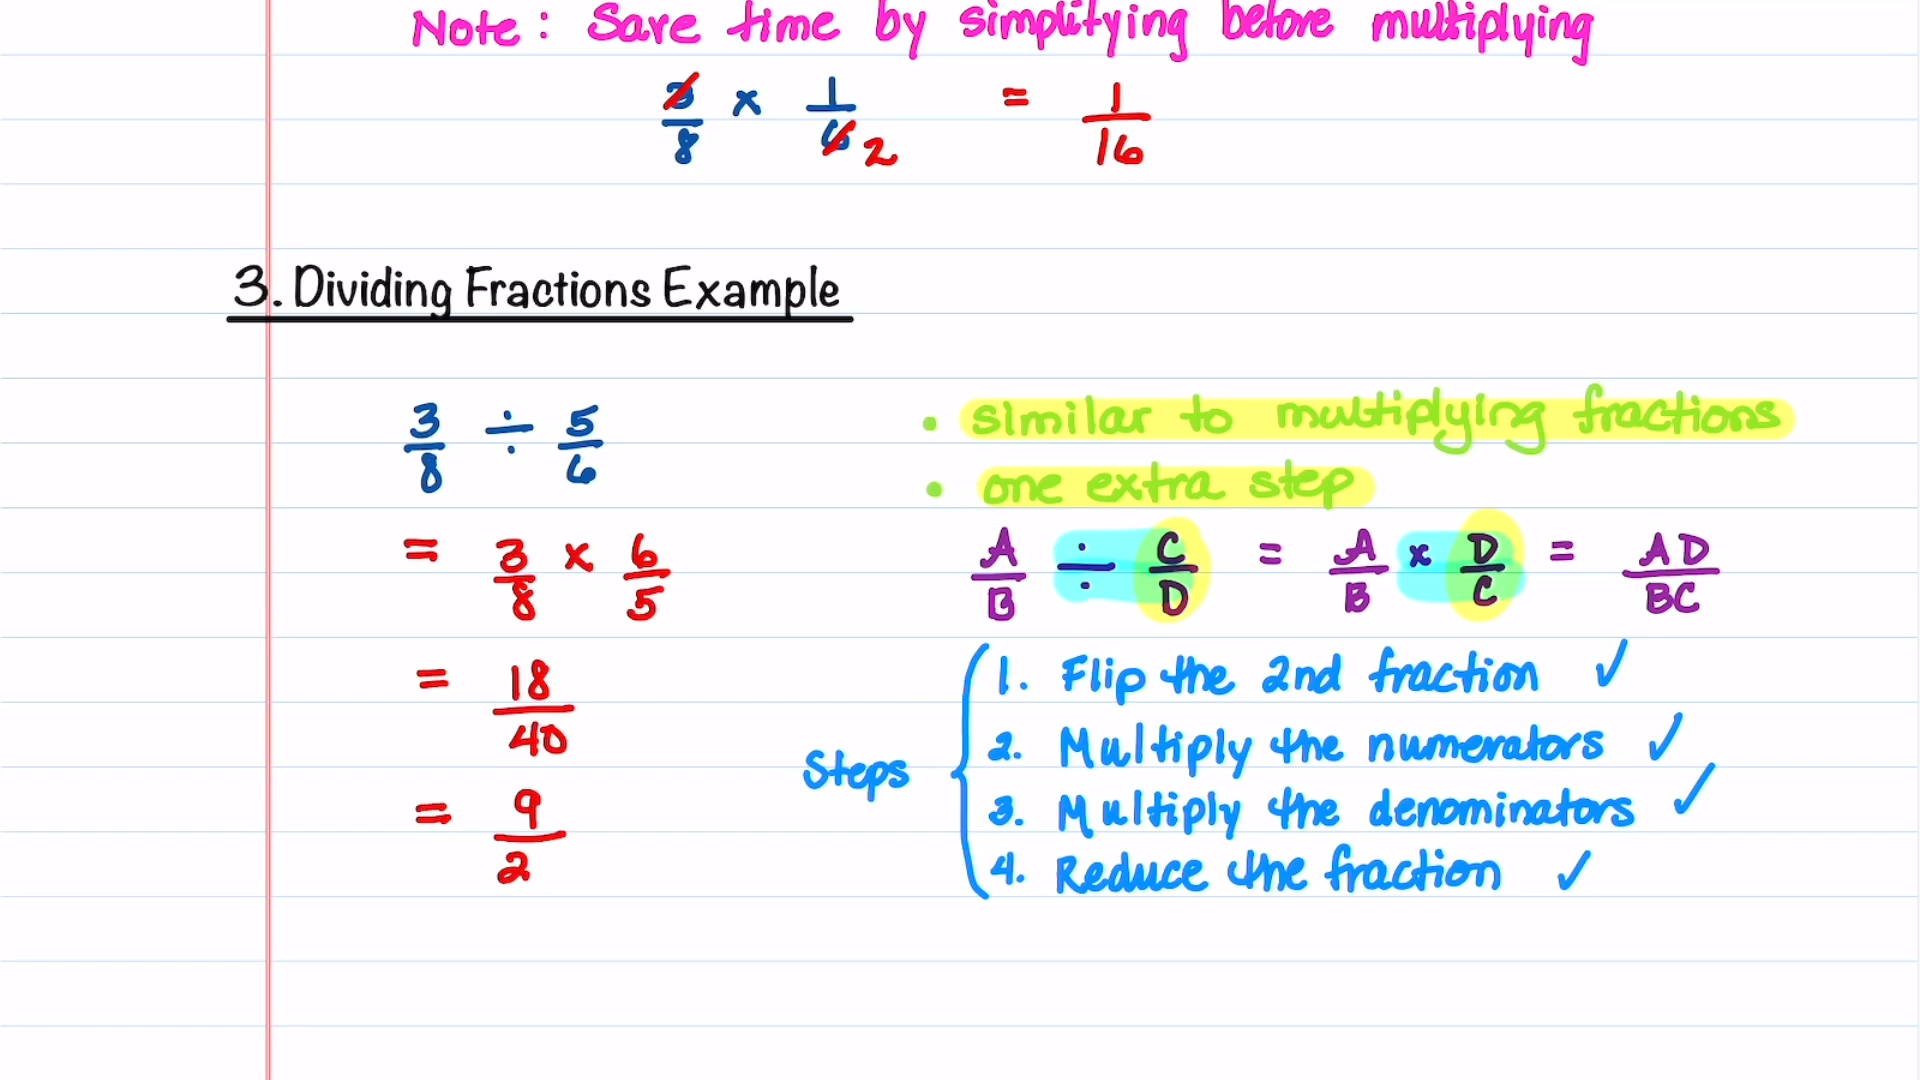 Note: Save time by simplifying before multiplying
3/8 x 1/6 2 = 1/16
3. Dividing Fractions Example
3/8 ÷ 5/6
= 3/8 x 6/5
= 18/40
= 9/2
• similar to multiplying fractions
• one extra step
A/B ÷ C/D = A/B x D/C = AD/BC
Steps
1. Flip the 2nd fraction ✓
2. Multiply the numerators ✓
3. Multiply the denominators ✓
4. Reduce the fraction ✓